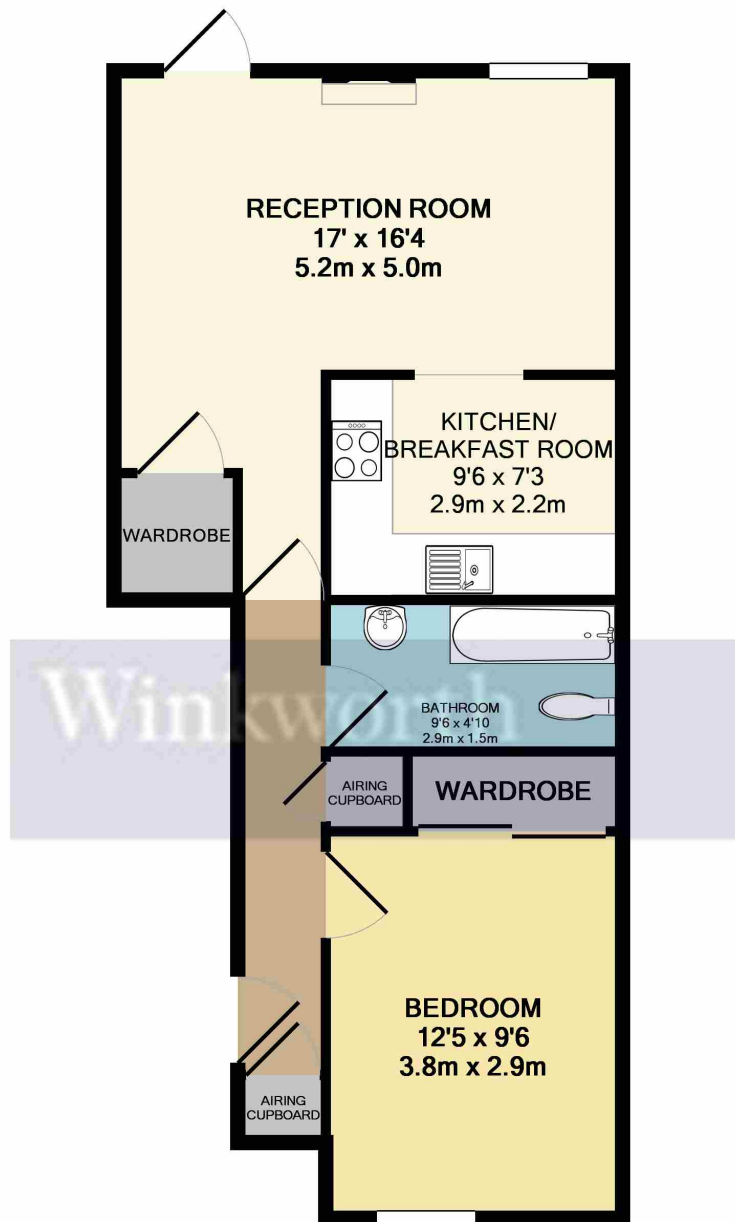 RECEPTION ROOM
17' x 16'4
5.2m x 5.0m
KITCHEN/
BREAKFAST ROOM
9'6 x 7'3
2.9m x 2.2m
WARDROBE
Winkworth
BATHROOM
9'6 x 4'10
2.9m x 1.5m
AIRING
CUPBOARD
WARDROBE
BEDROOM
12'5 x 9'6
3.8m x 2.9m
AIRING
CUPBOARD